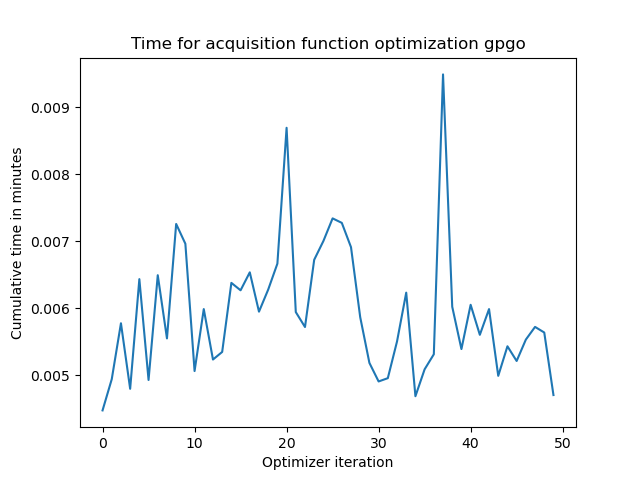 Time for acquisition function optimization gpgo
Cumulative time in minutes
0.009
0.008
0.007
0.006
0.005
0 10 20 30 40 50
Optimizer iteration